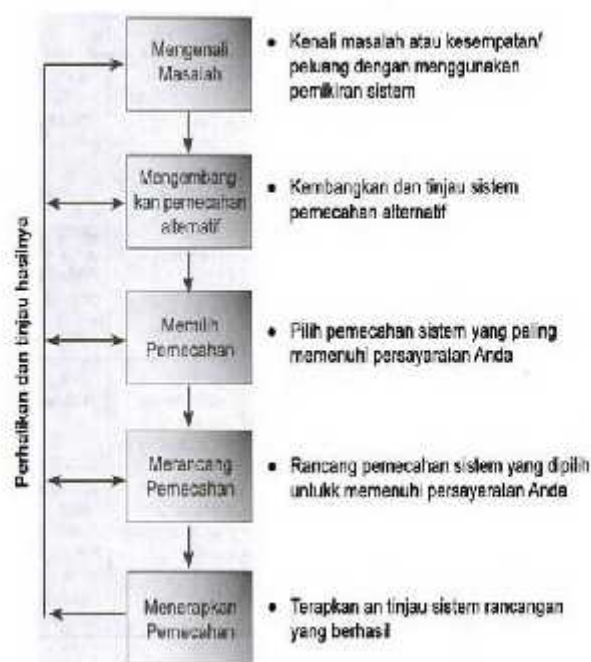 Mengenali
Masalah
• Kenali masalah atau kesempatan/
peluang dengan menggunakan
pemikiran sistem
Mengembang
kan pemecahan
alternatif
• Kembangkan dan tinjau sistem
pemecahan alternatif
Memilih
Pemecahan
• Pilih pemecahan sistem yang paling
memenuhi persayaratan Anda
Merancang
Pemecahan
• Rancang pemecahan sistem yang dipilih
untukk memenuhi persayaratan Anda
Menerapkan
Pemecahan
• Terapkan an tinjau sistem rancangan
yang berhasil
Perhatikan dan tinjau hasilnya